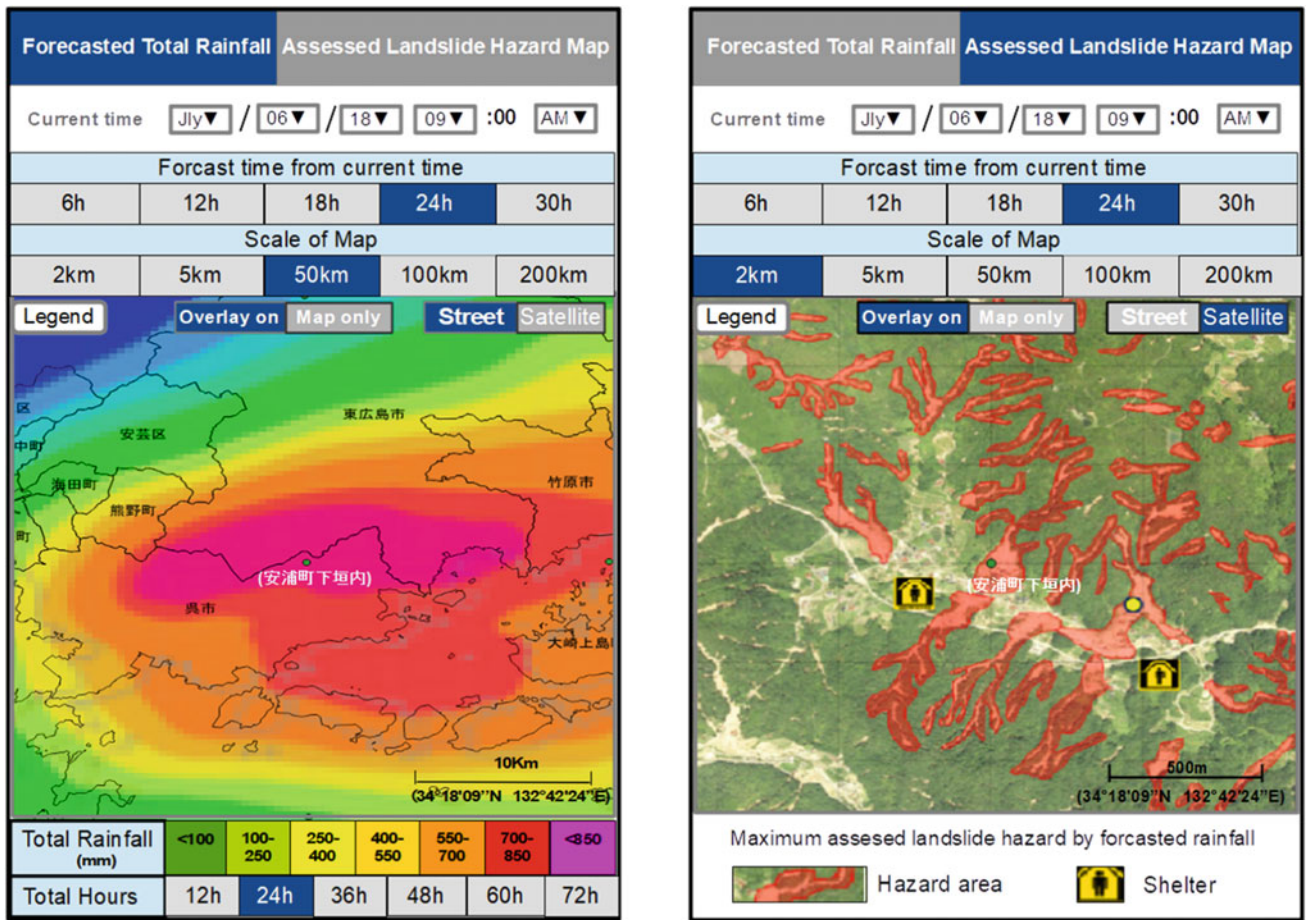 Forecasted Total Rainfall Assessed Landslide Hazard Map
Current time Jly▼ / 06▼ / 18▼ 09▼ :00 AM▼
Forcast time from current time
6h 12h 18h 24h 30h
Scale of Map
2km 5km 50km 100km 200km
Legend Overlay on Map only Street Satellite
区
東広島市
安芸区
中町
海田町
竹原市
熊野町
町
(安浦町下垣内)
呉市
大崎上島
10Km
(34°18'09"N 132°42'24"E)
Total Rainfall (mm) <100 100-250 250-400 400-550 550-700 700-850 <850
Total Hours 12h 24h 36h 48h 60h 72h
Forecasted Total Rainfall Assessed Landslide Hazard Map
Current time Jly▼ / 06▼ / 18▼ 09▼ :00 AM▼
Forcast time from current time
6h 12h 18h 24h 30h
Scale of Map
2km 5km 50km 100km 200km
Legend Overlay on Map only Street Satellite
(安浦町下垣内)
500m
(34°18'09"N 132°42'24"E)
Maximum assesed landslide hazard by forcasted rainfall
Hazard area Shelter